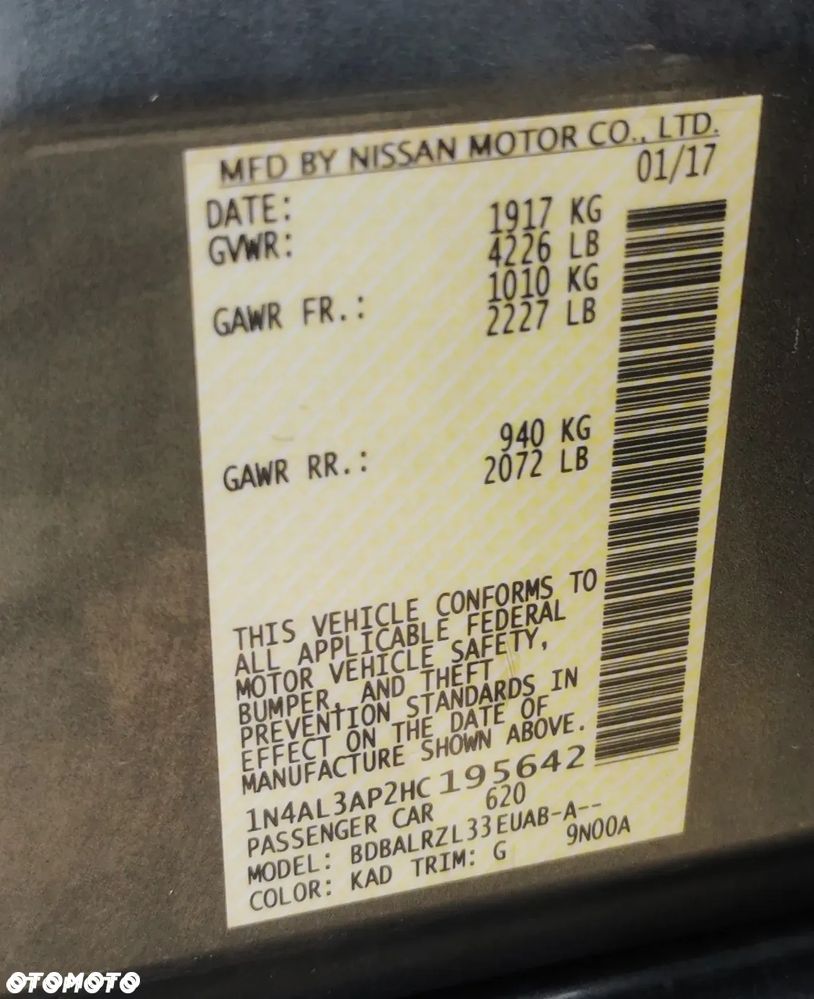 MFD BY NISSAN MOTOR CO., LTD.
DATE: 01/17
GVWR: 1917 KG
4226 LB
GAWR FR.: 1010 KG
2227 LB
GAWR RR.: 940 KG
2072 LB
THIS VEHICLE CONFORMS TO
ALL APPLICABLE FEDERAL
MOTOR VEHICLE SAFETY,
BUMPER, AND THEFT
PREVENTION STANDARDS IN
EFFECT ON THE DATE OF
MANUFACTURE SHOWN ABOVE.
1N4AL3AP2HC195642
PASSENGER CAR 620
MODEL: BDBALRZL33EUAB-A--
COLOR: KAD TRIM: G 9N00A
OTOMOTO